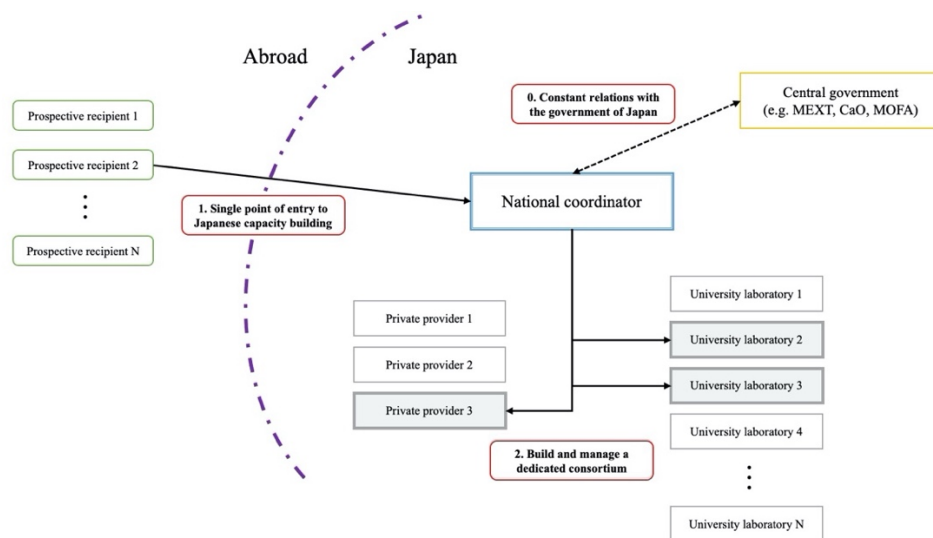 Abroad
Japan
0. Constant relations with
the government of Japan
Central government
(e.g. MEXT, CaO, MOFA)
Prospective recipient 1
Prospective recipient 2
Prospective recipient N
1. Single point of entry to
Japanese capacity building
National coordinator
Private provider 1
Private provider 2
Private provider 3
University laboratory 1
University laboratory 2
University laboratory 3
University laboratory 4
University laboratory N
2. Build and manage a
dedicated consortium